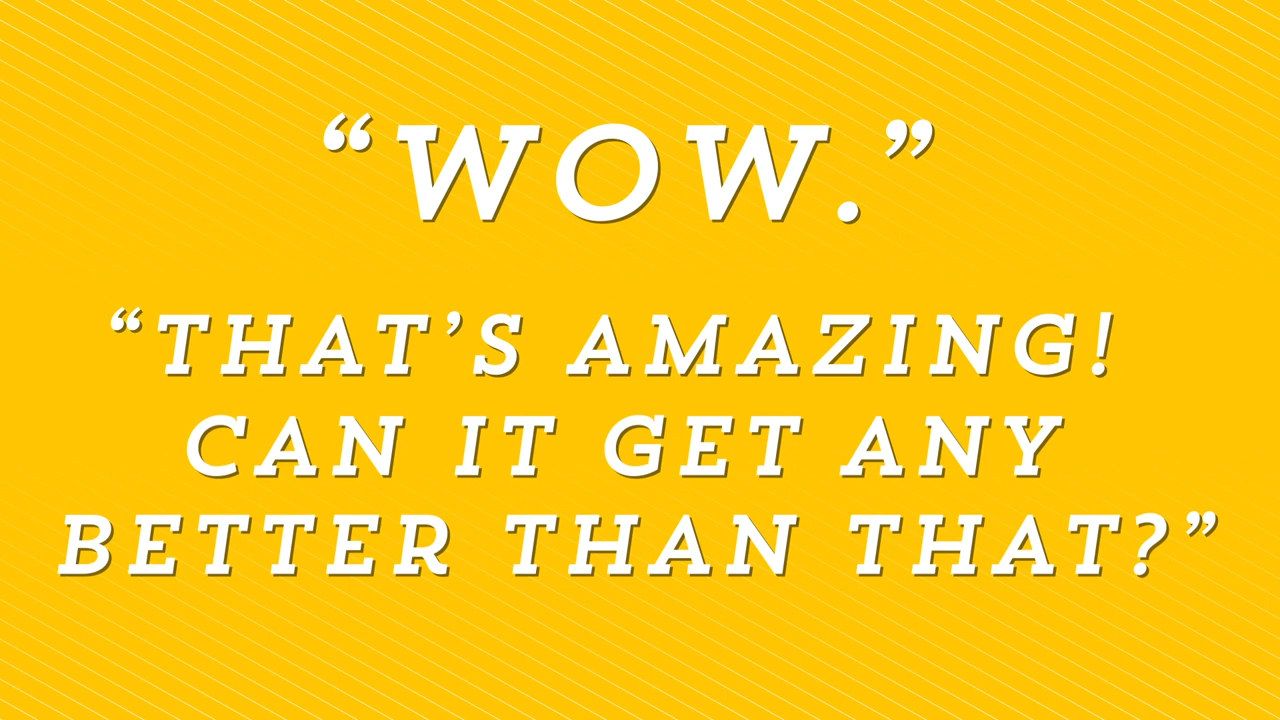 “WOW.”
“THAT’S AMAZING!
CAN IT GET ANY
BETTER THAN THAT?”